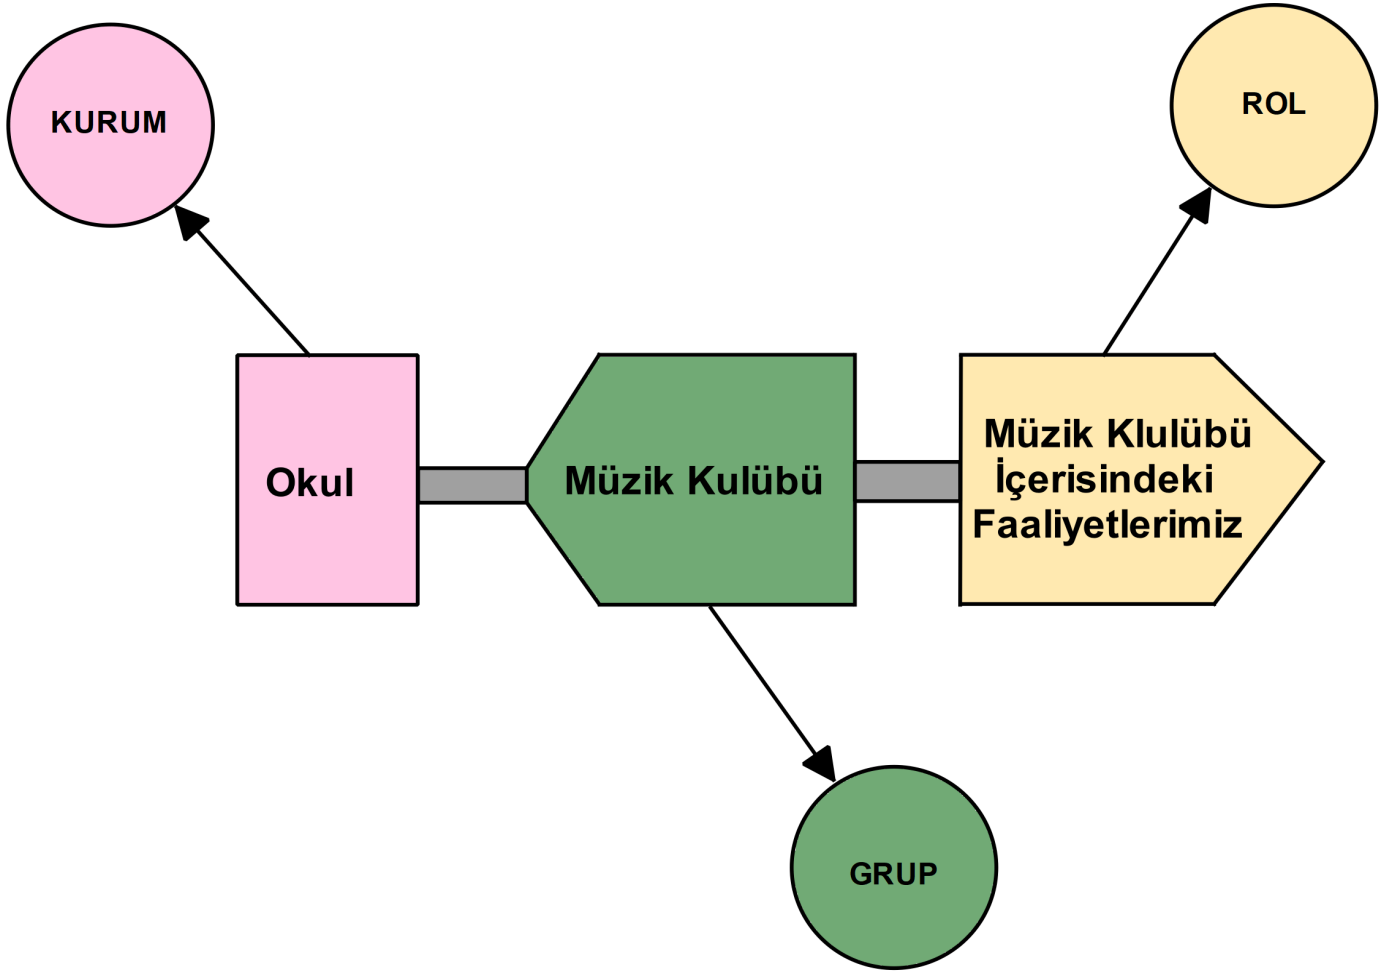 KURUM
ROL
Okul
Müzik Kulübü
Müzik Klulübü
İçerisindeki
Faaliyetlerimiz
GRUP